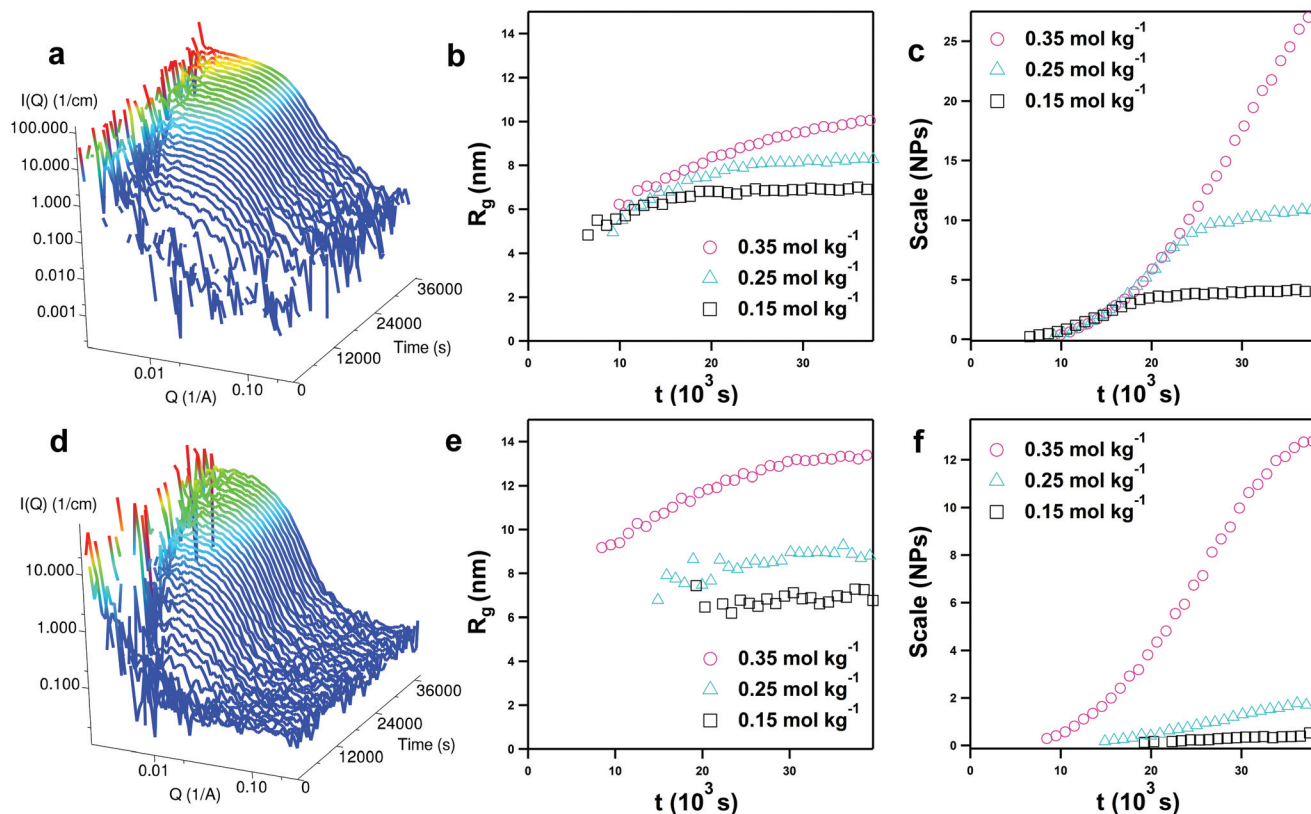 a
I(Q) (1/cm)
100.000
10.000
1.000
0.100
0.010
0.001
0.01
0.10
Q (1/A)
0
12000
24000
36000
Time (s)
b
14
12
10
8
6
4
2
0
R_g (nm)
0.35 mol kg⁻¹
0.25 mol kg⁻¹
0.15 mol kg⁻¹
0
10
20
30
t (10³ s)
c
25
20
15
10
5
0
Scale (NPs)
0.35 mol kg⁻¹
0.25 mol kg⁻¹
0.15 mol kg⁻¹
0
10
20
30
t (10³ s)
d
I(Q) (1/cm)
10.000
1.000
0.100
0.01
0.10
Q (1/A)
0
12000
24000
36000
Time (s)
e
14
12
10
8
6
4
2
0
R_g (nm)
0.35 mol kg⁻¹
0.25 mol kg⁻¹
0.15 mol kg⁻¹
0
10
20
30
t (10³ s)
f
12
10
8
6
4
2
0
Scale (NPs)
0.35 mol kg⁻¹
0.25 mol kg⁻¹
0.15 mol kg⁻¹
0
10
20
30
t (10³ s)